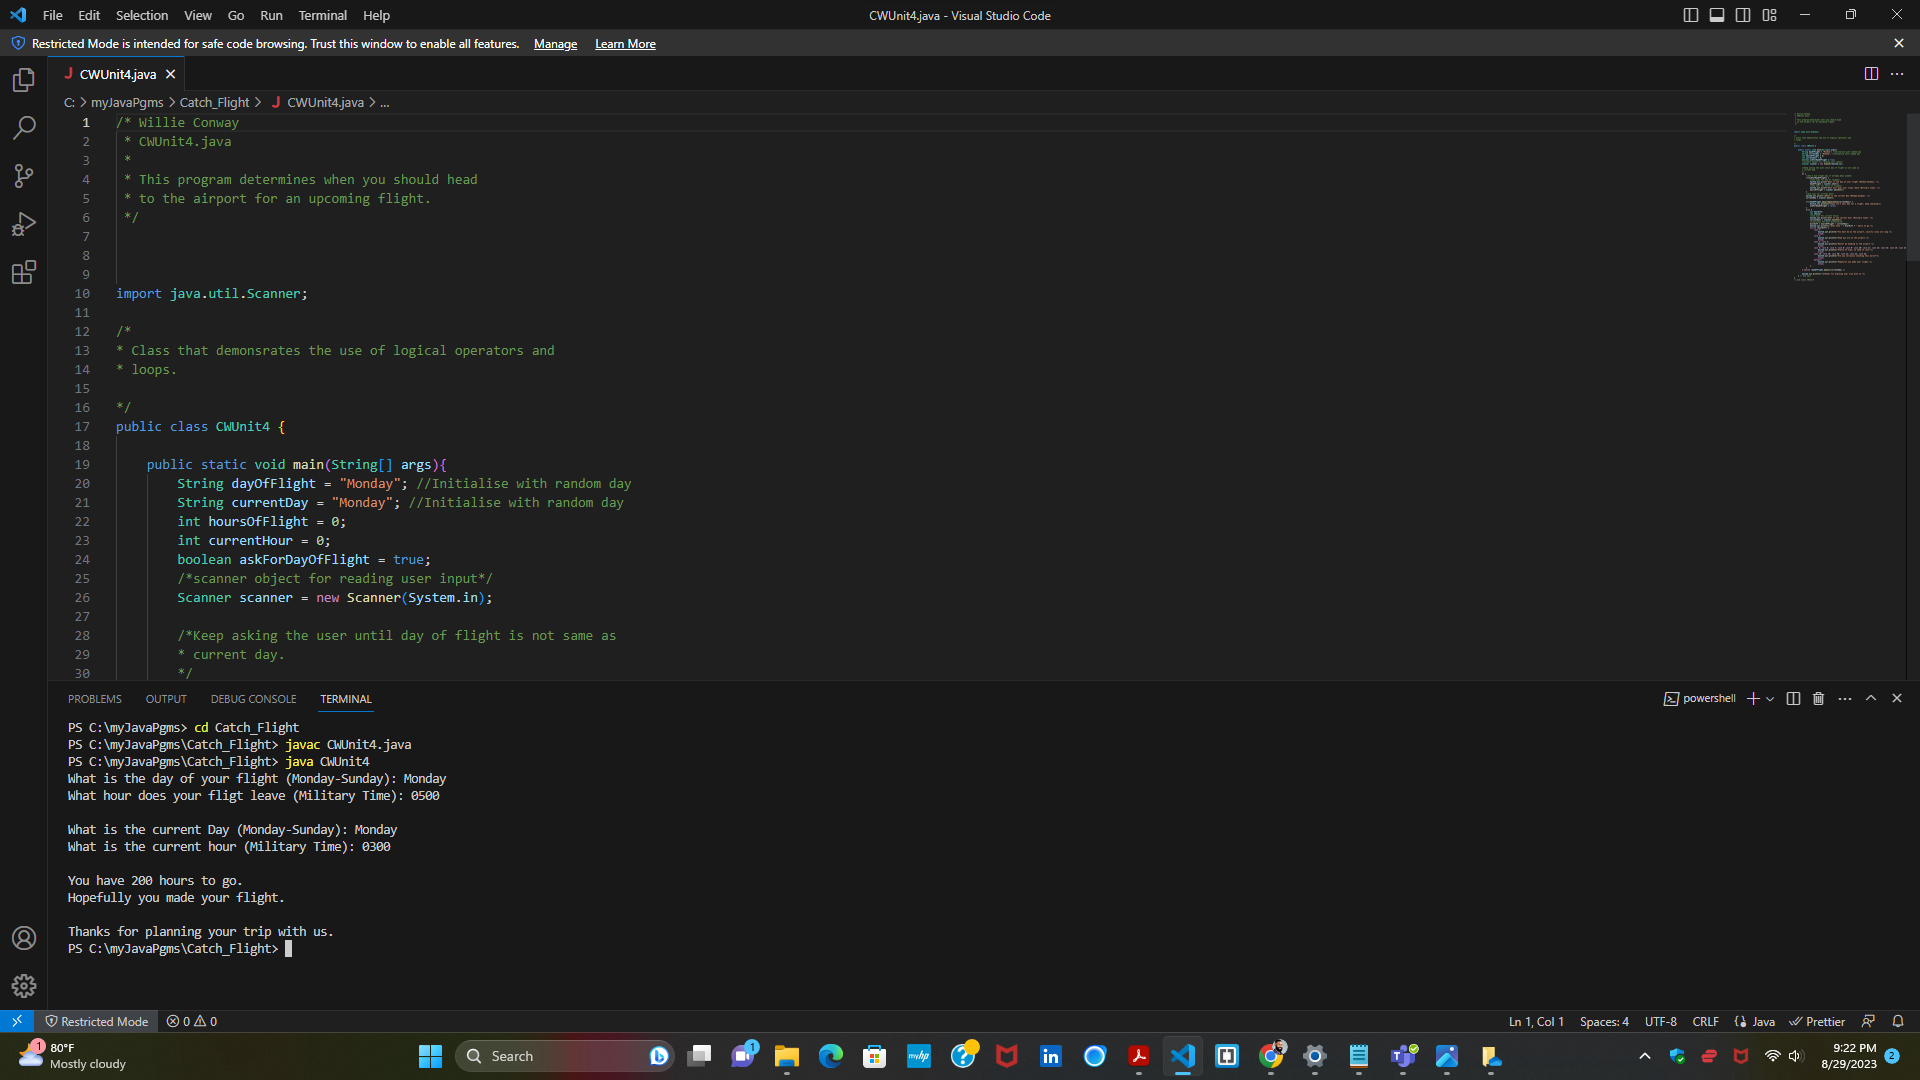 File Edit Selection View Go Run Terminal Help
CWUnit4.java - Visual Studio Code
Restricted Mode is intended for safe code browsing. Trust this window to enable all features. Manage Learn More
J CWUnit4.java
C: > myJavaPgms > Catch_Flight > J CWUnit4.java > ...
1 /* Willie Conway
2 * CWUnit4.java
3 *
4 * This program determines when you should head
5 * to the airport for an upcoming flight.
6 */
7
8
9
10 import java.util.Scanner;
11
12 /*
13 * Class that demonsrates the use of logical operators and
14 * loops.
15
16 */
17 public class CWUnit4 {
18
19 public static void main(String[] args){
20 String dayOfFlight = "Monday"; //Initialise with random day
21 String currentDay = "Monday"; //Initialise with random day
22 int hoursOfFlight = 0;
23 int currentHour = 0;
24 boolean askForDayOfFlight = true;
25 /*scanner object for reading user input*/
26 Scanner scanner = new Scanner(System.in);
27
28 /*Keep asking the user until day of flight is not same as
29 * current day.
30 */
PROBLEMS OUTPUT DEBUG CONSOLE TERMINAL
powershell
PS C:\myJavaPgms> cd Catch_Flight
PS C:\myJavaPgms\Catch_Flight> javac CWUnit4.java
PS C:\myJavaPgms\Catch_Flight> java CWUnit4
What is the day of your flight (Monday-Sunday): Monday
What hour does your fligt leave (Military Time): 0500
What is the current Day (Monday-Sunday): Monday
What is the current hour (Military Time): 0300
You have 200 hours to go.
Hopefully you made your flight.
Thanks for planning your trip with us.
PS C:\myJavaPgms\Catch_Flight>
Restricted Mode 0 0
Ln 1, Col 1 Spaces: 4 UTF-8 CRLF {} Java Prettier
1 80°F
Mostly cloudy
Search
1
myhp
9:22 PM
8/29/2023
2